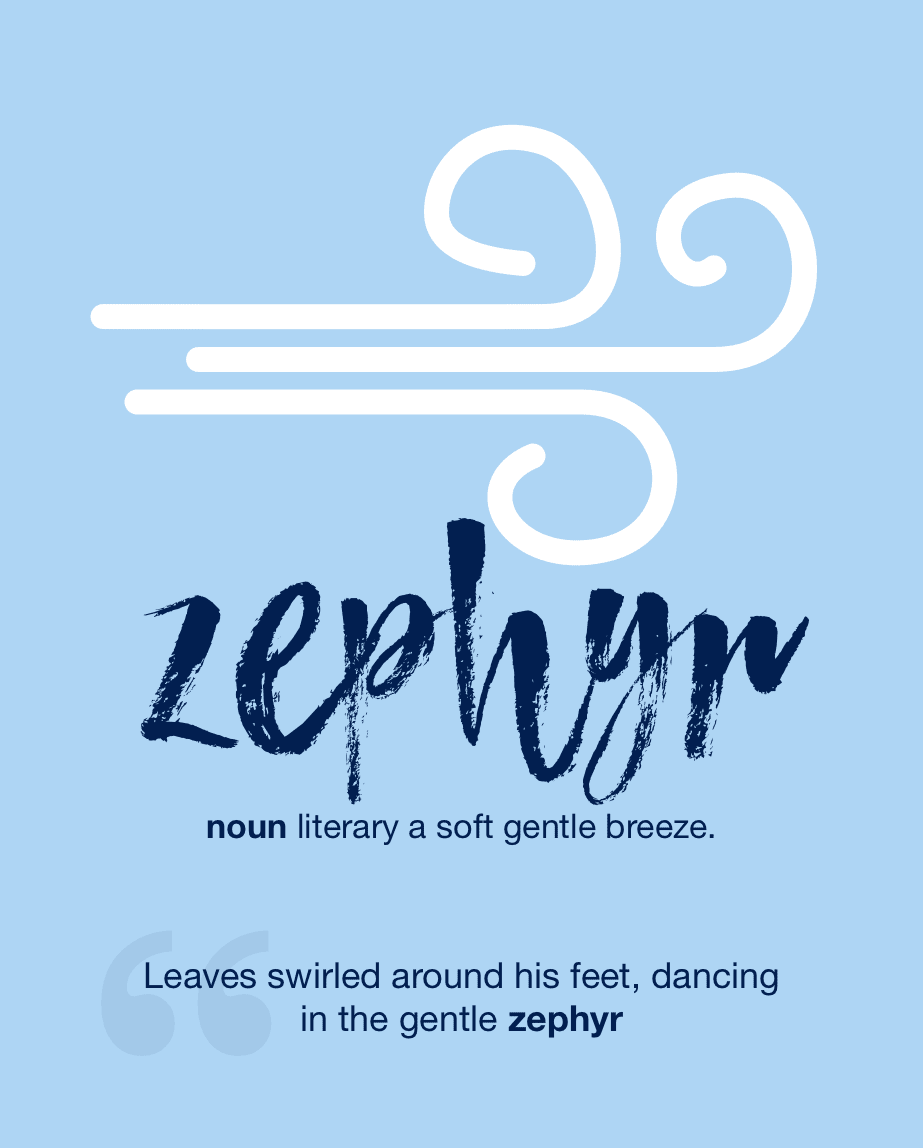 zephyr
noun literary a soft gentle breeze.
“
Leaves swirled around his feet, dancing
in the gentle zephyr